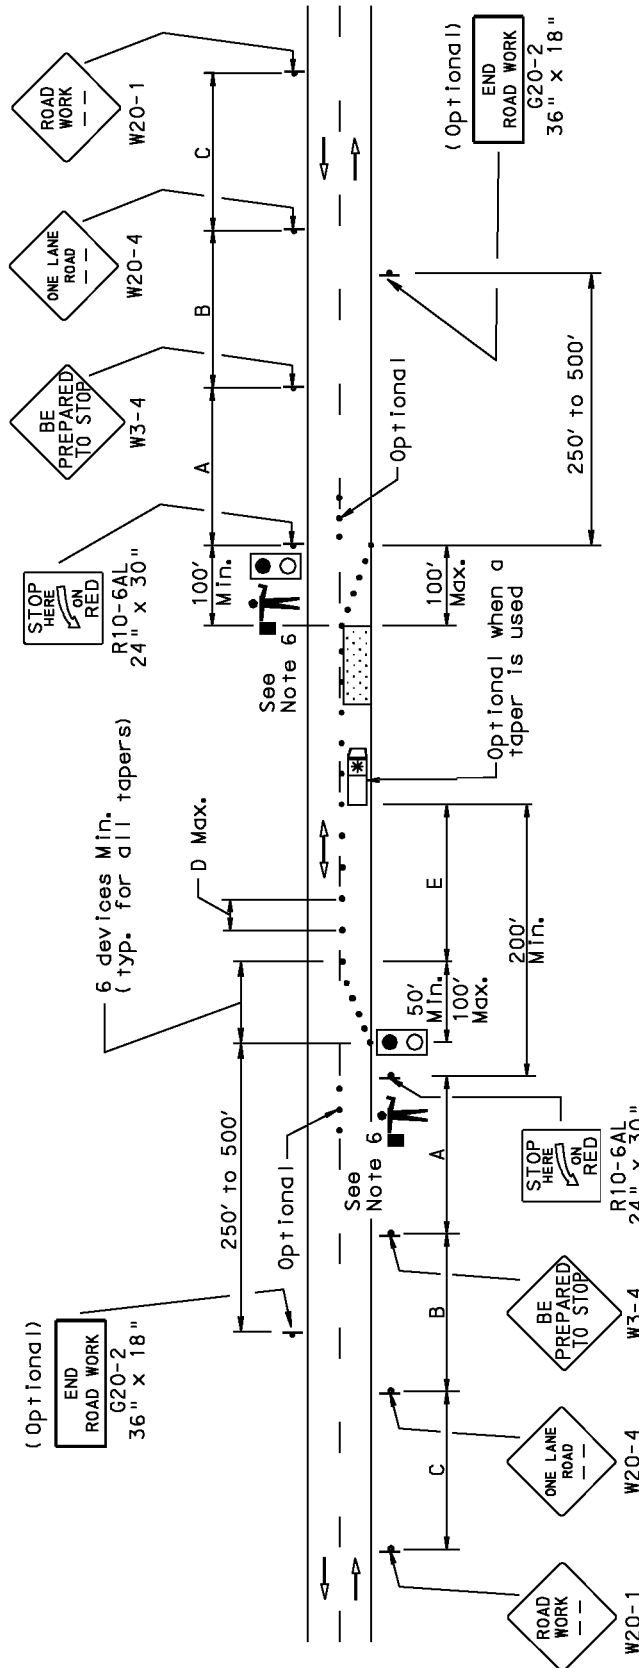 ROAD
WORK
– –
W20-1
ONE LANE
ROAD
– –
W20-4
BE
PREPARED
TO STOP
W3-4
STOP
HERE
ON
RED
R10-6AL
24" x 30"
C
B
A
100'
Min.
See
Note 6
6 devices Min.
(typ. for all tapers)
D Max.
250' to 500'
Optional
(Optional)
END
ROAD WORK
G20-2
36" x 18"
(Optional)
END
ROAD WORK
G20-2
36" x 18"
250' to 500'
Optional
100'
Max.
Optional when a
taper is used
E
200'
Min.
50'
Min.
100'
Max.
See
Note 6
A
B
C
STOP
HERE
ON
RED
R10-6AL
24" x 30"
BE
PREPARED
TO STOP
W3-4
ONE LANE
ROAD
– –
W20-4
ROAD
WORK
– –
W20-1